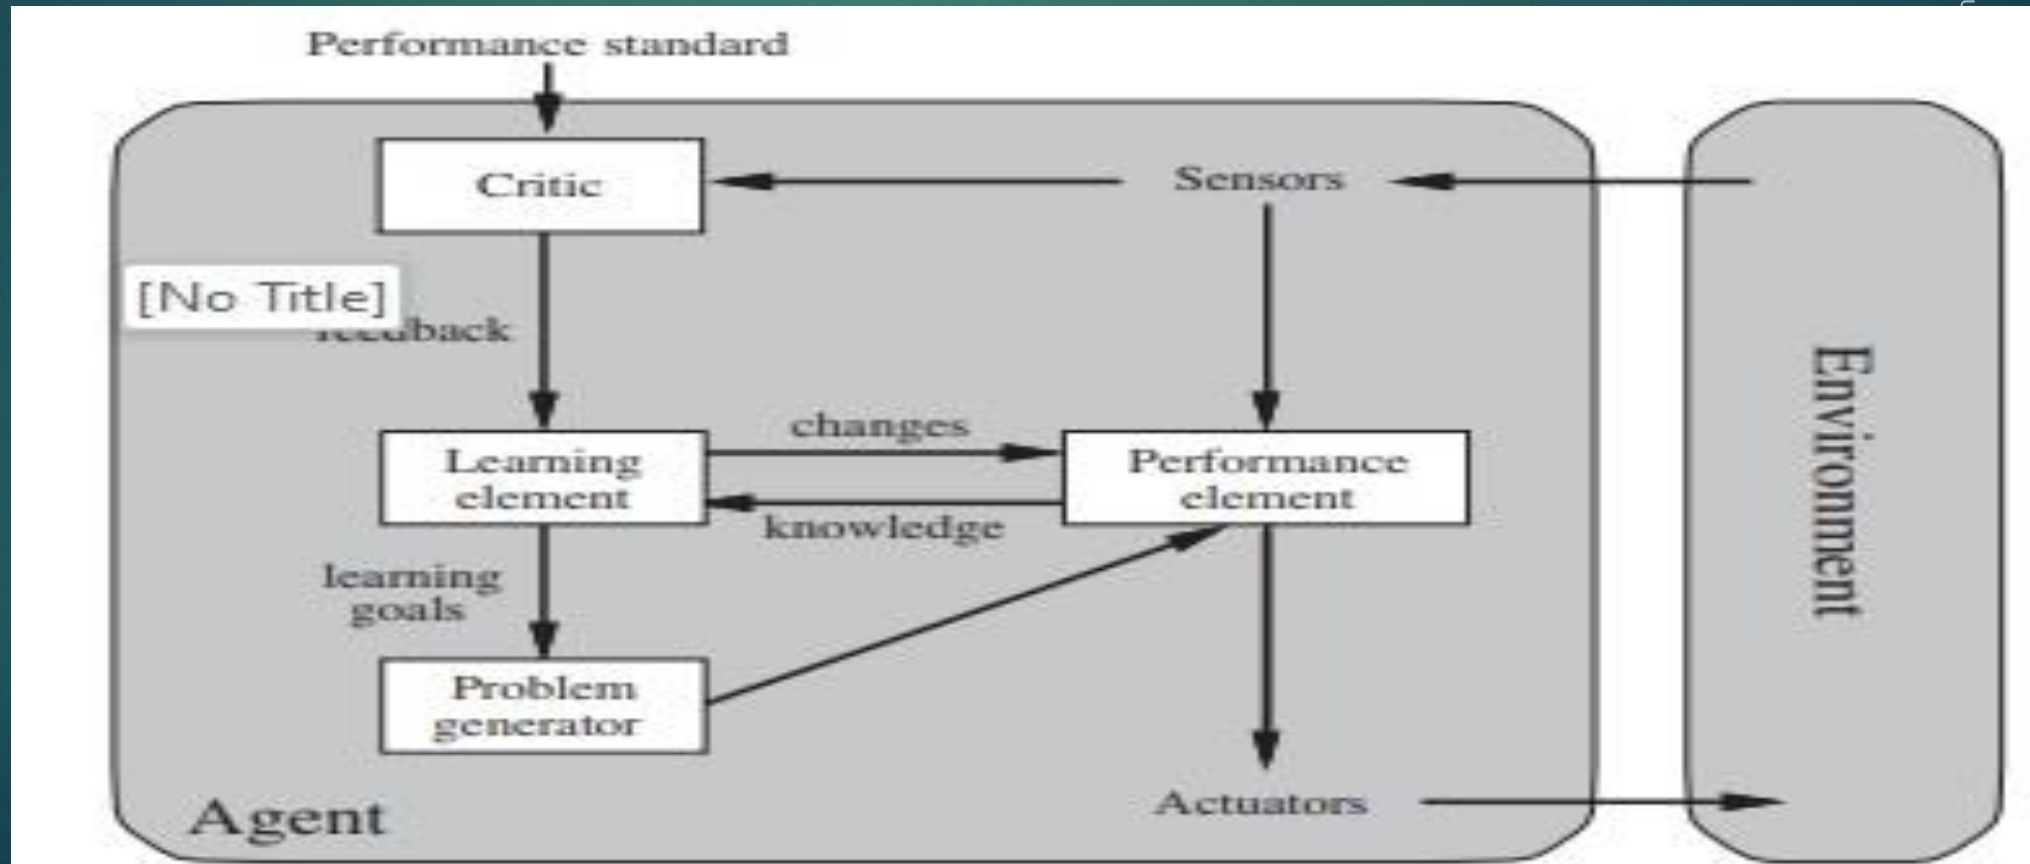 Performance standard
Critic
Sensors
[No Title]
feedback
changes
Learning
element
Performance
element
knowledge
learning
goals
Problem
generator
Environment
Agent
Actuators